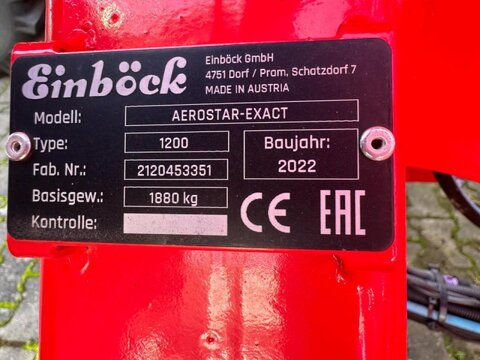 Einböck
Einböck GmbH
4751 Dorf / Pram, Schatzdorf 7
MADE IN AUSTRIA
Modell: AEROSTAR-EXACT
Type: 1200
Baujahr:
2022
Fab. Nr.: 2120453351
Basisgew.: 1880 kg
Kontrolle:
CE EAC